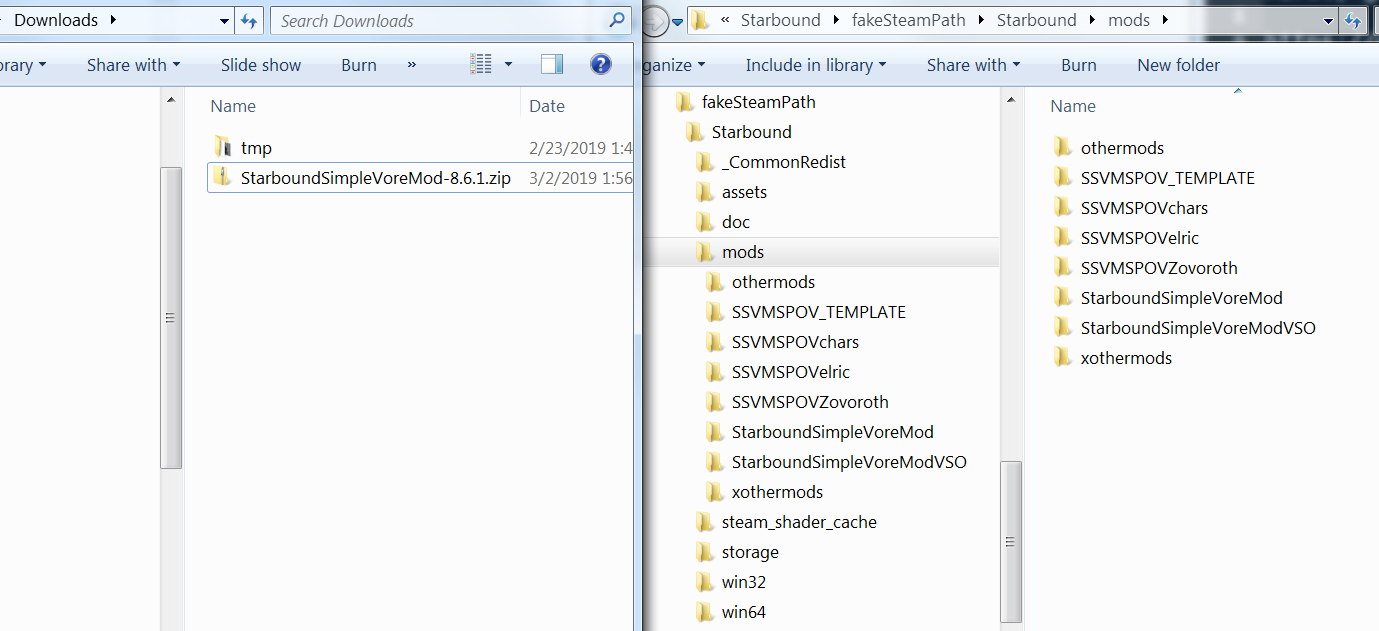 Downloads
Search Downloads
rary
Share with
Slide show
Burn
»
Name
Date
tmp
2/23/2019 1:4
StarboundSimpleVoreMod-8.6.1.zip
3/2/2019 1:56
« Starbound fakeSteamPath Starbound mods
ganize
Include in library
Share with
Burn
New folder
fakeSteamPath
Starbound
_CommonRedist
assets
doc
mods
othermods
SSVMSPOV_TEMPLATE
SSVMSPOVchars
SSVMSPOVelric
SSVMSPOVZovoroth
StarboundSimpleVoreMod
StarboundSimpleVoreModVSO
xothermods
steam_shader_cache
storage
win32
win64
Name
othermods
SSVMSPOV_TEMPLATE
SSVMSPOVchars
SSVMSPOVelric
SSVMSPOVZovoroth
StarboundSimpleVoreMod
StarboundSimpleVoreModVSO
xothermods